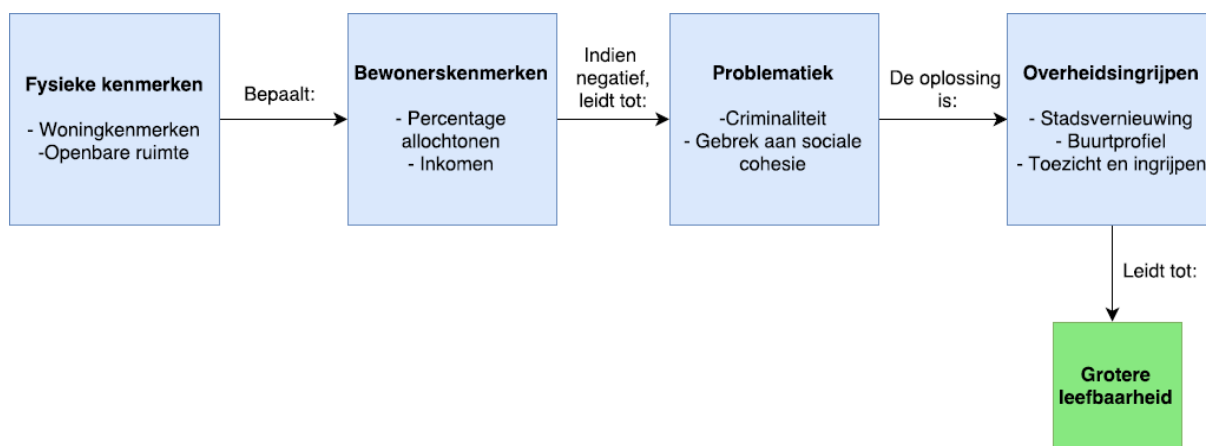 Fysieke kenmerken
- Woningkenmerken
-Openbare ruimte
Bepaalt:
Bewonerskenmerken
- Percentage
allochtonen
- Inkomen
Indien
negatief,
leidt tot:
Problematiek
-Criminaliteit
- Gebrek aan sociale
cohesie
De oplossing
is:
Overheidsingrijpen
- Stadsvernieuwing
- Buurtprofiel
- Toezicht en ingrijpen
Leidt tot:
Grotere
leefbaarheid